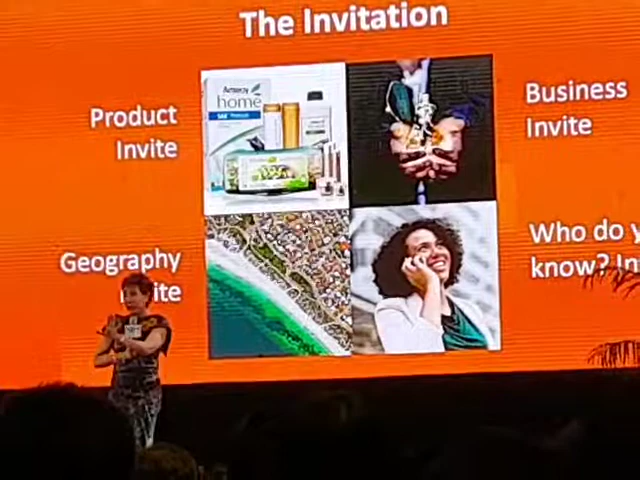 The Invitation
Product
Invite
Business
Invite
Amway
home
Geography
Who do
know?